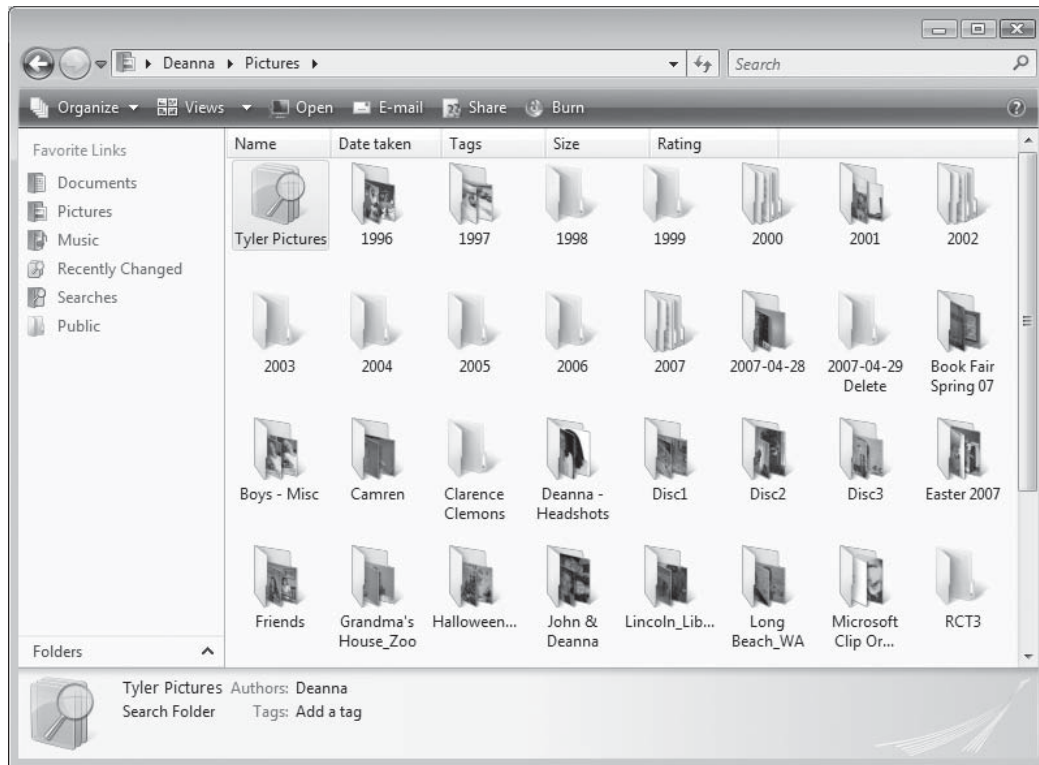 Deanna Pictures
Search
Organize Views Open E-mail Share Burn
Favorite Links
Documents
Pictures
Music
Recently Changed
Searches
Public
Folders
Name Date taken Tags Size Rating
Tyler Pictures 1996 1997 1998 1999 2000 2001 2002
2003 2004 2005 2006 2007 2007-04-28 2007-04-29 Book Fair
Delete Spring 07
Boys - Misc Camren Clarence Deanna - Disc1 Disc2 Disc3 Easter 2007
Clemons Headshots
Friends Grandma's Halloween... John & Lincoln_Lib... Long Microsoft RCT3
House_Zoo Deanna Beach_WA Clip Or...
Tyler Pictures Authors: Deanna
Search Folder Tags: Add a tag